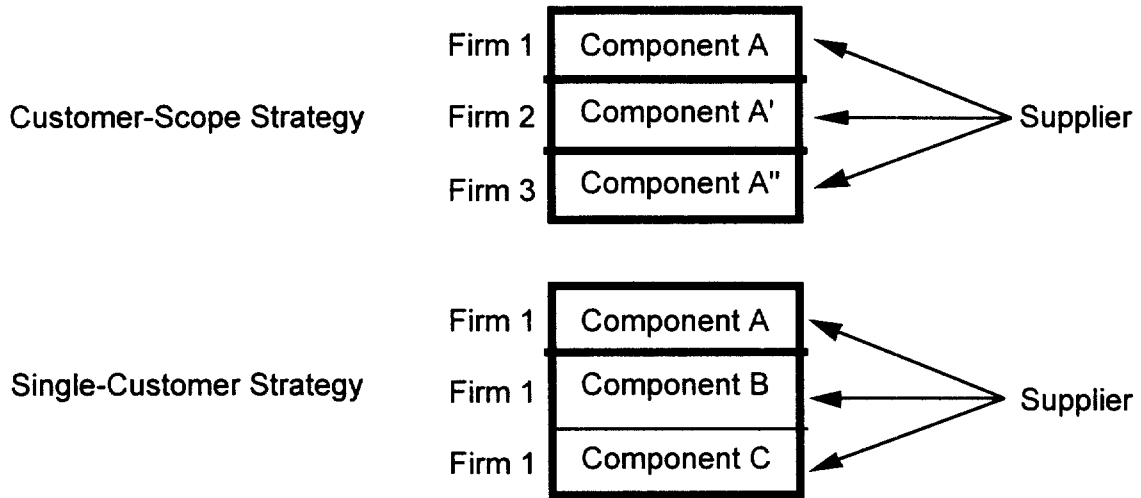 Firm 1 Component A
Customer-Scope Strategy Firm 2 Component A' Supplier
Firm 3 Component A"
Firm 1 Component A
Single-Customer Strategy Firm 1 Component B Supplier
Firm 1 Component C